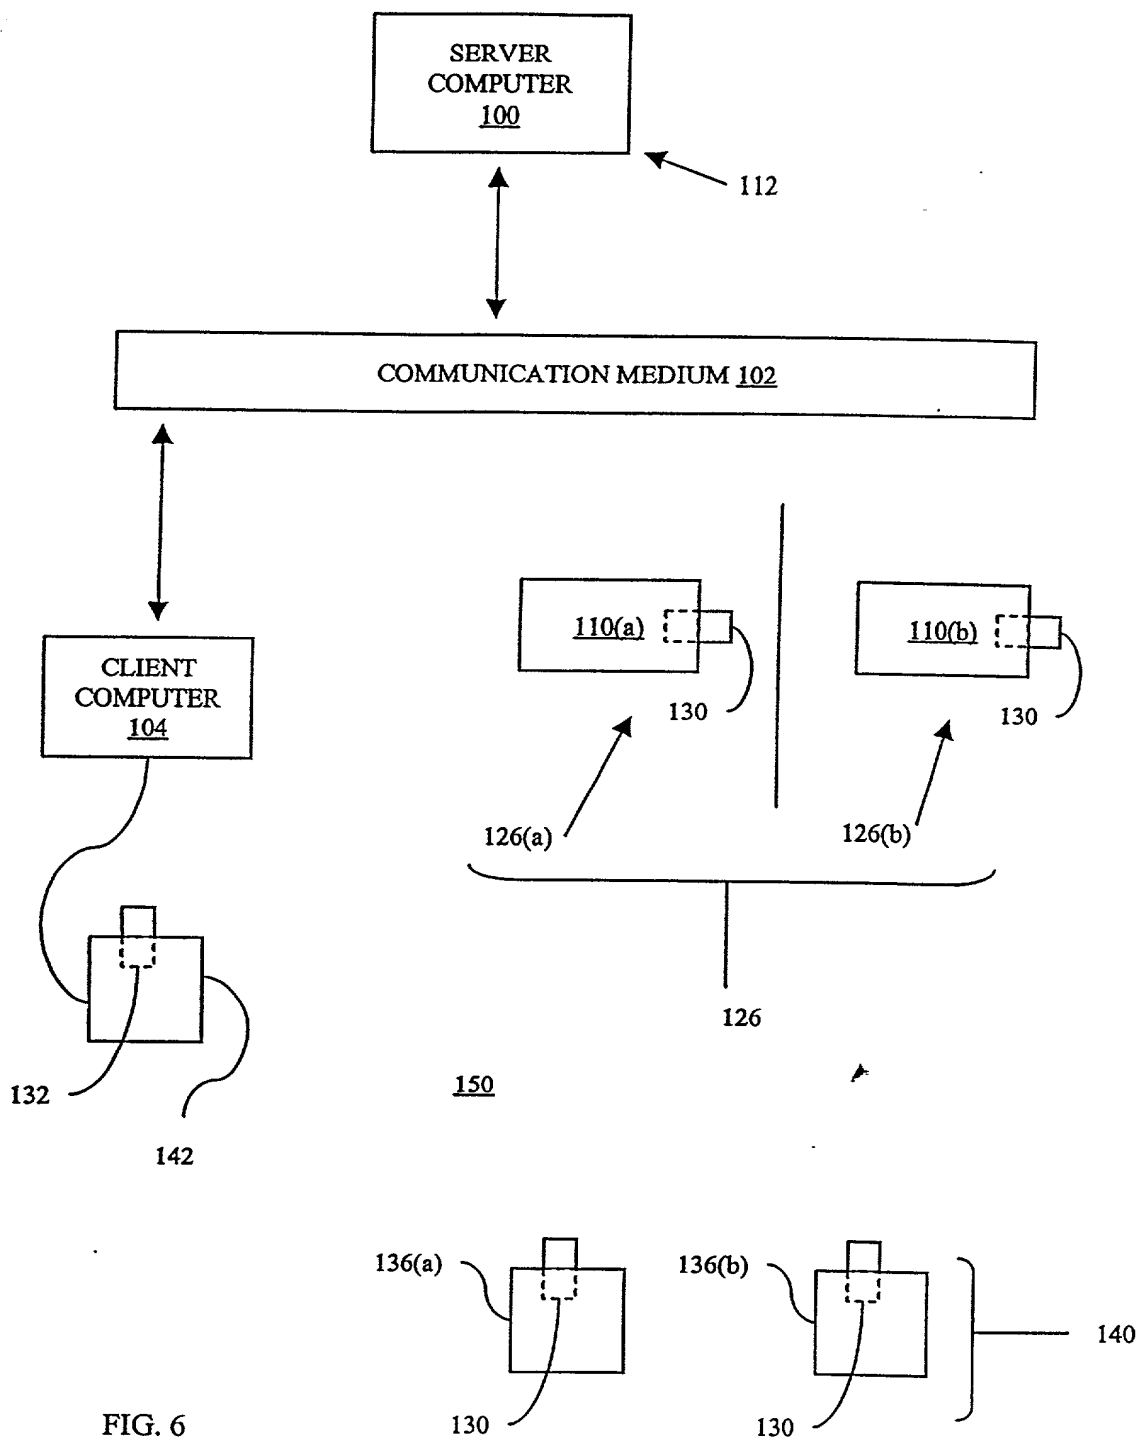 SERVER
COMPUTER
100
112
COMMUNICATION MEDIUM 102
110(a)
110(b)
130
130
CLIENT
COMPUTER
104
126(a)
126(b)
126
132
150
142
136(a)
136(b)
140
130
130
FIG. 6